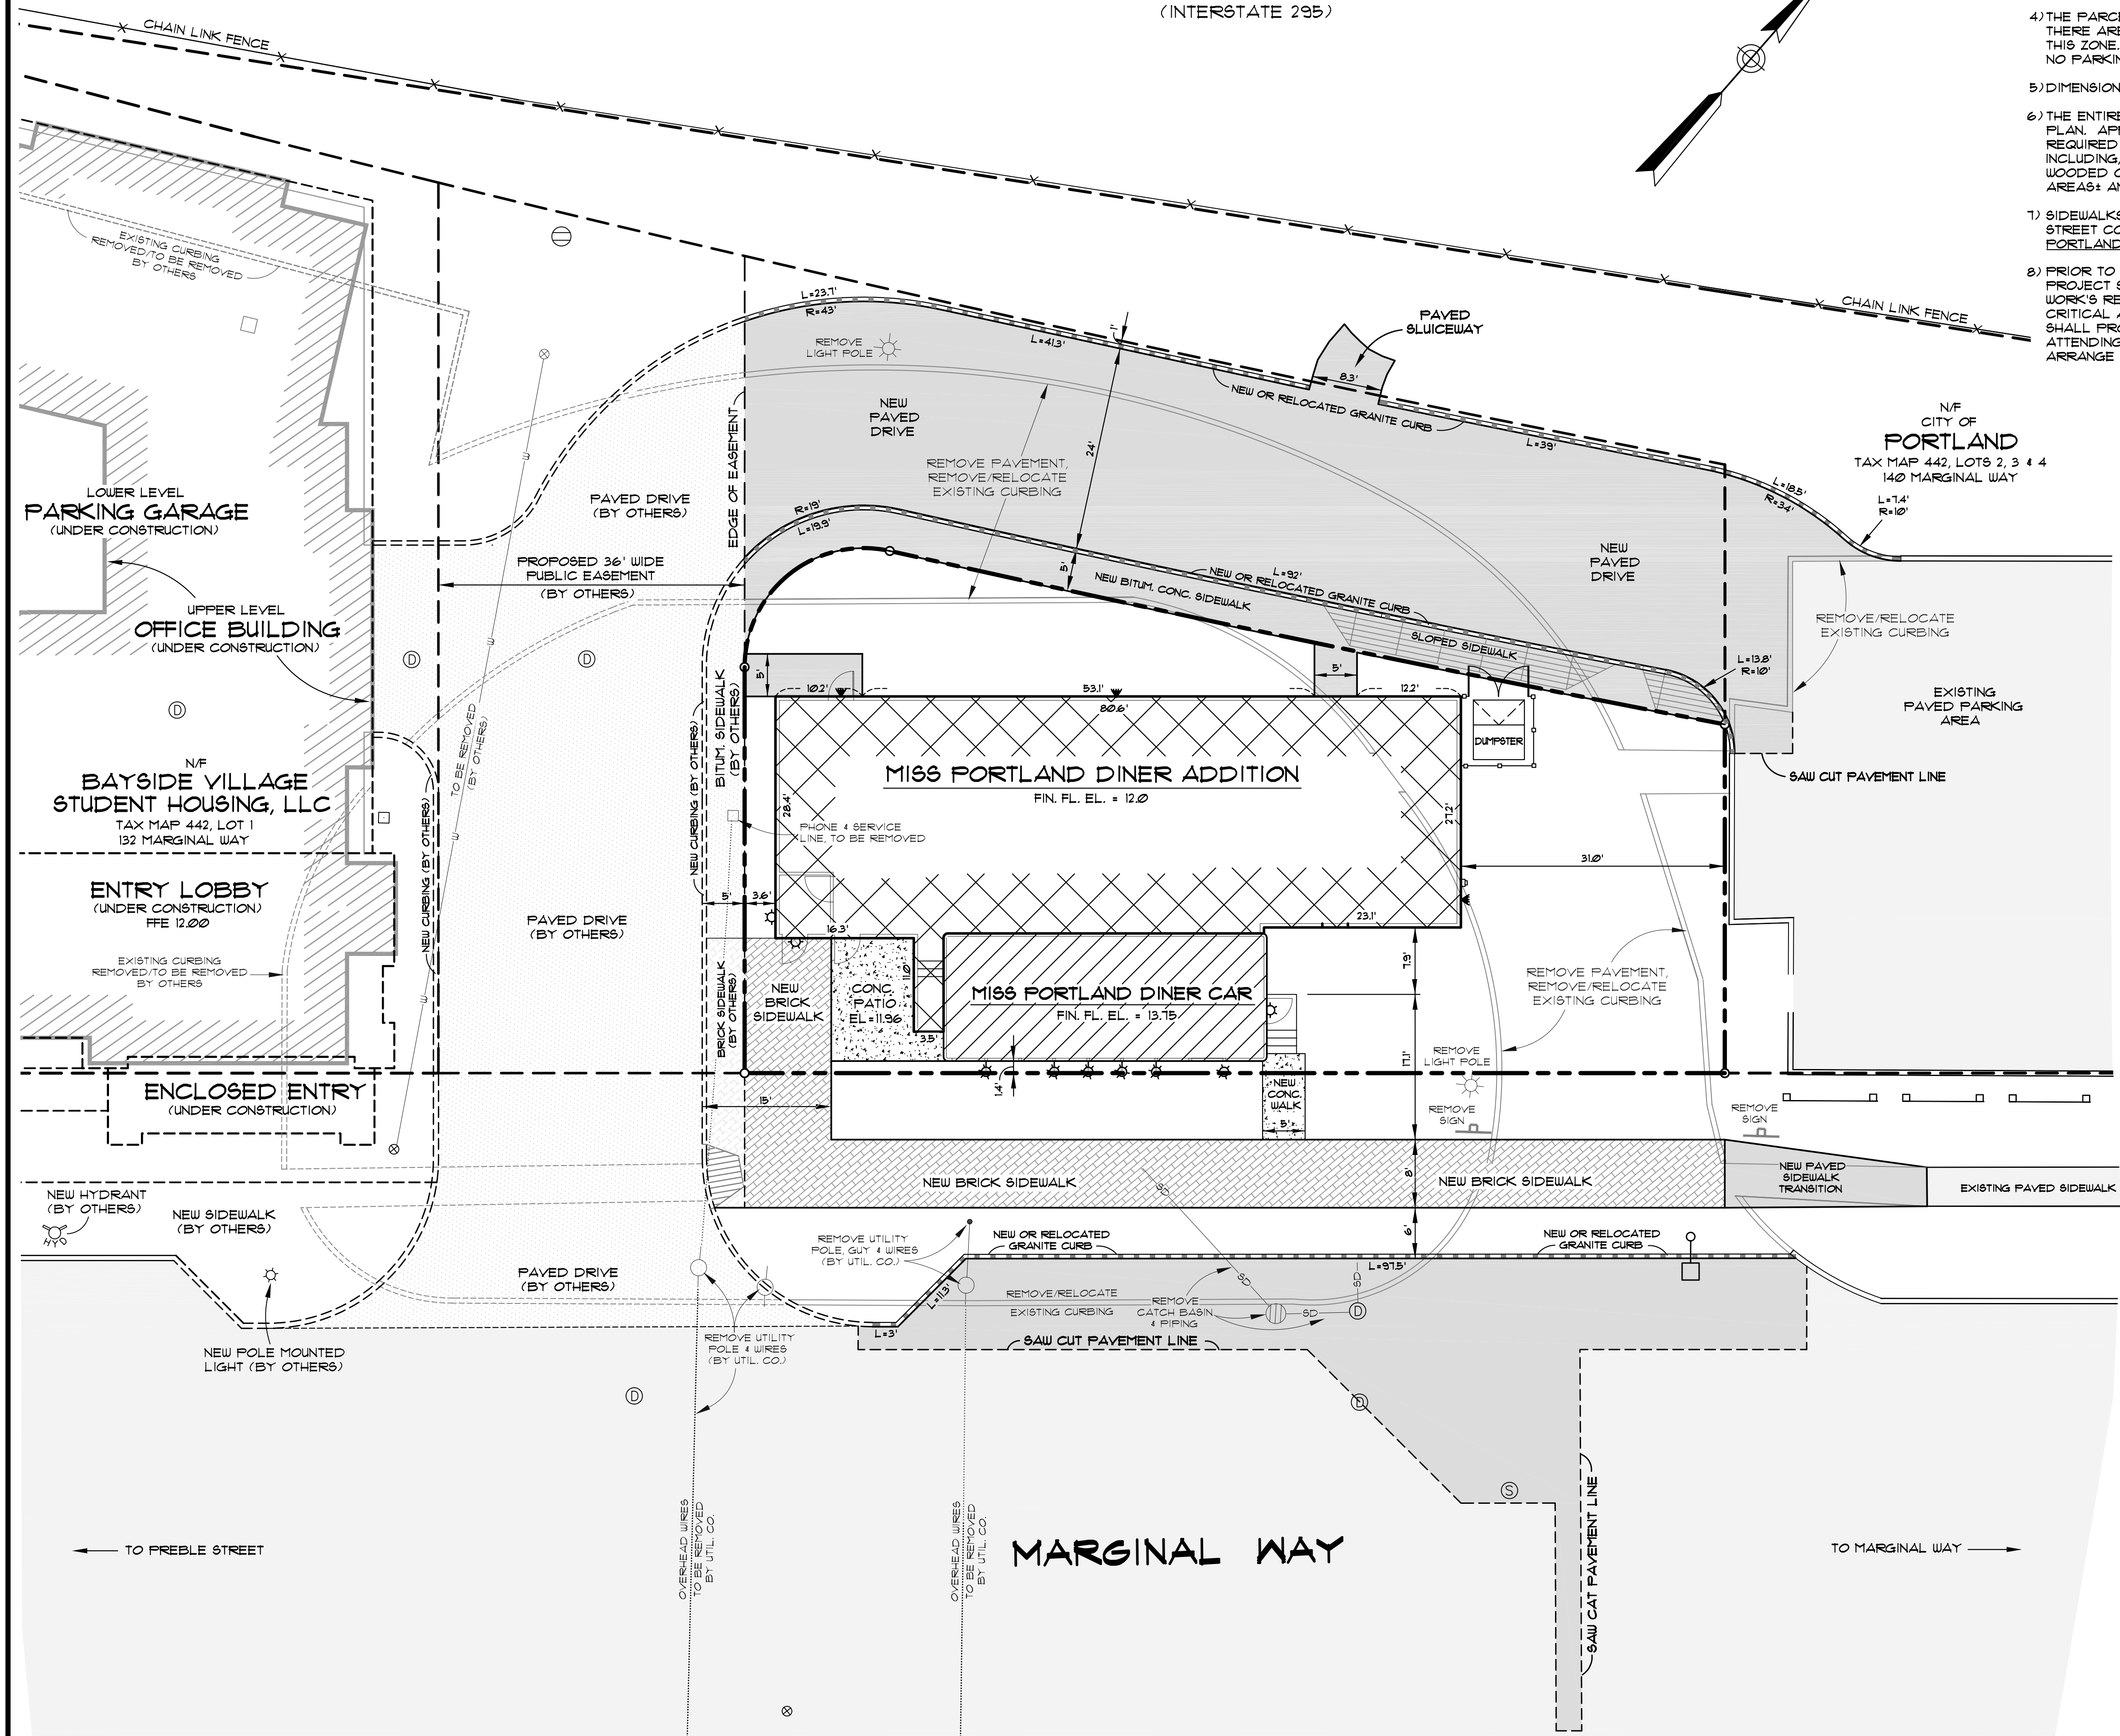 (INTERSTATE 295)
CHAIN LINK FENCE
4) THE PARC
THERE ARE
THIS ZONE.
NO PARKIN
5) DIMENSION
6) THE ENTIRE
PLAN. APP
REQUIRED
INCLUDING,
WOODED
AREAS± AN
7) SIDEWALKS
STREET CO
PORTLAND
8) PRIOR TO
PROJECT S
WORK'S RE
CRITICAL A
SHALL PRO
ATTENDING
ARRANGE
EXISTING CURBING
REMOVED/TO BE REMOVED
BY OTHERS
L=23.7'
R=43'
REMOVE
LIGHT POLE
L=41.3'
1'
PAVED
SLUICEWAY
8.3'
NEW OR RELOCATED GRANITE CURB
CHAIN LINK FENCE
L=39'
N/F
CITY OF
PORTLAND
TAX MAP 442, LOTS 2, 3 & 4
140 MARGINAL WAY
L=18.5'
R=34'
L=7.4'
R=10'
NEW
PAVED
DRIVE
24'
EDGE OF EASEMENT
REMOVE PAVEMENT,
REMOVE/RELOCATE
EXISTING CURBING
LOWER LEVEL
PARKING GARAGE
(UNDER CONSTRUCTION)
PAVED DRIVE
(BY OTHERS)
R=19'
L=19.9'
PROPOSED 36' WIDE
PUBLIC EASEMENT
(BY OTHERS)
5'
NEW BITUM. CONC. SIDEWALK
L=92'
NEW OR RELOCATED GRANITE CURB
NEW
PAVED
DRIVE
SLOPED SIDEWALK
REMOVE/RELOCATE
EXISTING CURBING
UPPER LEVEL
OFFICE BUILDING
(UNDER CONSTRUCTION)
W
W
W
W
D
D
D
TO BE REMOVED
(BY OTHERS)
NEW CURBING (BY OTHERS)
BITUM. SIDEWALK
(BY OTHERS)
5'
10.2'
53.1'
80.6'
5'
12.2'
L=13.8'
R=10'
EXISTING
PAVED PARKING
AREA
DUMPSTER
SAW CUT PAVEMENT LINE
N/F
BAYSIDE VILLAGE
STUDENT HOUSING, LLC
TAX MAP 442, LOT 1
132 MARGINAL WAY
MISS PORTLAND DINER ADDITION
FIN. FL. EL. = 12.0
28.4'
27.2'
PHONE & SERVICE
LINE, TO BE REMOVED
31.0'
ENTRY LOBBY
(UNDER CONSTRUCTION)
FFE 12.00
NEW CURBING (BY OTHERS)
PAVED DRIVE
(BY OTHERS)
5'
3.6'
16.3'
23.1'
EXISTING CURBING
REMOVED/TO BE REMOVED
BY OTHERS
BRICK SIDEWALK
(BY OTHERS)
NEW
BRICK
SIDEWALK
CONC.
PATIO
EL=11.96
11.0'
3.5'
MISS PORTLAND DINER CAR
FIN. FL. EL. = 13.75
7.9'
17.1'
REMOVE PAVEMENT,
REMOVE/RELOCATE
EXISTING CURBING
REMOVE
LIGHT POLE
ENCLOSED ENTRY
(UNDER CONSTRUCTION)
15'
1.4'
NEW
CONC.
WALK
5'
REMOVE
SIGN
REMOVE
SIGN
NEW BRICK SIDEWALK
8'
NEW BRICK SIDEWALK
NEW PAVED
SIDEWALK
TRANSITION
EXISTING PAVED SIDEWALK
NEW HYDRANT
(BY OTHERS)
HYD
NEW SIDEWALK
(BY OTHERS)
REMOVE UTILITY
POLE, GUY & WIRES
(BY UTIL. CO.)
NEW OR RELOCATED
GRANITE CURB
6'
NEW OR RELOCATED
GRANITE CURB
PAVED DRIVE
(BY OTHERS)
L=11.3'
L=97.5'
SD
SD
SD
SD
D
REMOVE/RELOCATE
EXISTING CURBING
REMOVE
CATCH BASIN
& PIPING
L=3'
SAW CUT PAVEMENT LINE
NEW POLE MOUNTED
LIGHT (BY OTHERS)
REMOVE UTILITY
POLE & WIRES
(BY UTIL. CO.)
D
D
S
OVERHEAD WIRES
TO BE REMOVED
BY UTIL. CO.
OVERHEAD WIRES
TO BE REMOVED
BY UTIL. CO.
SAW CAT PAVEMENT LINE
TO PREBLE STREET
MARGINAL WAY
TO MARGINAL WAY